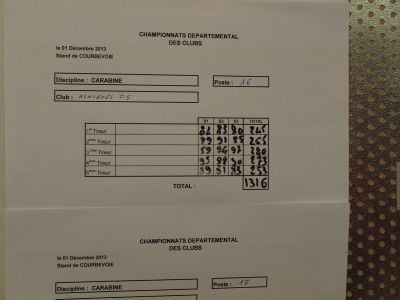 CHAMPIONNATS DEPARTEMENTAL
DES CLUBS
le 01 Décembre 2013
Stand de COURBEVOIE
Discipline : CARABINE
Poste : 16
Club : ASNIERES T.S.
S1 S2 S3 TOTAL
1er Tireur 82 83 80 245
2ème Tireur 89 91 85 265
3ème Tireur 89 94 97 280
4ème Tireur 95 88 90 273
5ème Tireur 89 81 83 253
TOTAL : 1316
CHAMPIONNATS DEPARTEMENTAL
DES CLUBS
le 01 Décembre 2013
Stand de COURBEVOIE
Discipline : CARABINE
Poste : 17